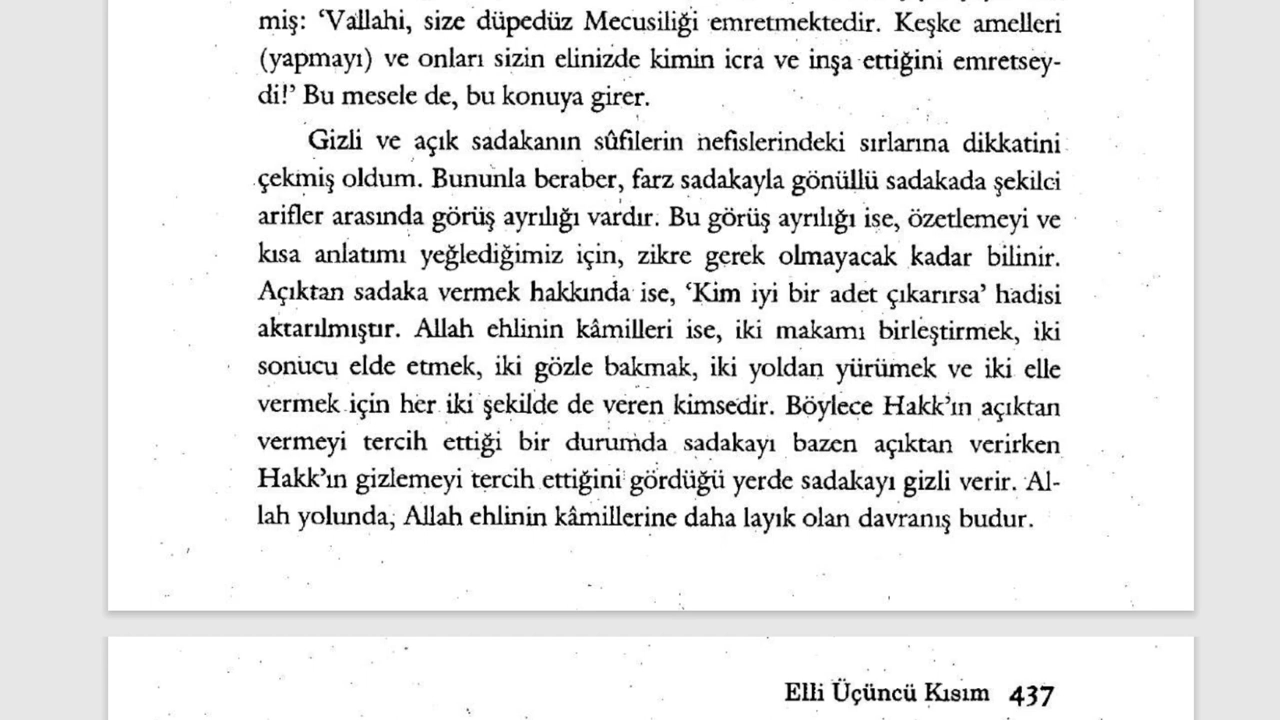 miş: ‘Vallahi, size düpedüz Mecusiliği emretmektedir. Keşke amelleri
(yapmayı) ve onları sizin elinizde kimin icra ve inşa ettiğini emretsey-
di!’ Bu mesele de, bu konuya girer.
Gizli ve açık sadakanın sûfilerin nefislerindeki sırlarına dikkatini
çekmiş oldum. Bununla beraber, farz sadakayla gönüllü sadakada şekilci
arifler arasında görüş ayrılığı vardır. Bu görüş ayrılığı ise, özetlemeyi ve
kısa anlatımı yeğlediğimiz için, zikre gerek olmayacak kadar bilinir.
Açıktan sadaka vermek hakkında ise, ‘Kim iyi bir adet çıkarırsa’ hadisi
aktarılmıştır. Allah ehlinin kâmilleri ise, iki makamı birleştirmek, iki
sonucu elde etmek, iki gözle bakmak, iki yoldan yürümek ve iki elle
vermek için her iki şekilde de veren kimsedir. Böylece Hakk’ın açıktan
vermeyi tercih ettiği bir durumda sadakayı bazen açıktan verirken
Hakk’ın gizlemeyi tercih ettiğini gördüğü yerde sadakayı gizli verir. Al-
lah yolunda, Allah ehlinin kâmillerine daha layık olan davranış budur.
Elli Üçüncü Kısım 437